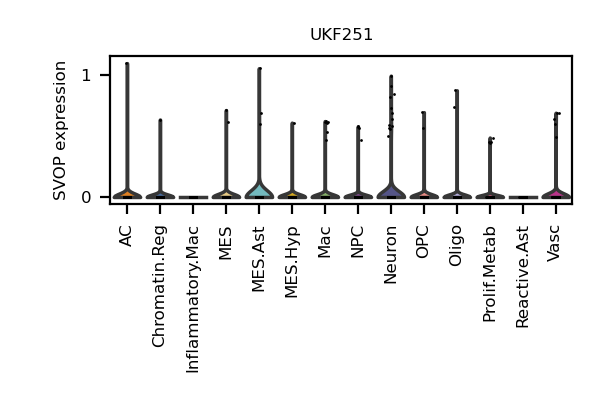 UKF251
SVOP expression
1
0
AC
Chromatin.Reg
Inflammatory.Mac
MES
MES.Ast
MES.Hyp
Mac
NPC
Neuron
OPC
Oligo
Prolif.Metab
Reactive.Ast
Vasc